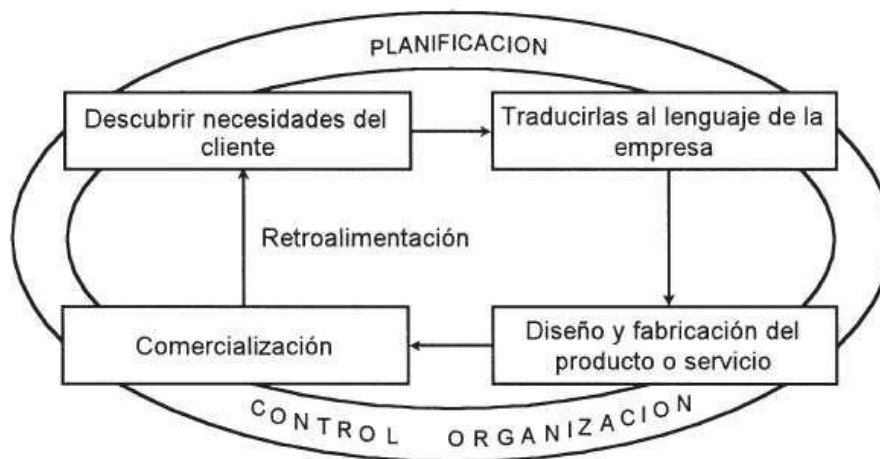 PLANIFICACION
Descubrir necesidades del
cliente
Traducirlas al lenguaje de la
empresa
Retroalimentación
Comercialización
Diseño y fabricación del
producto o servicio
CONTROL ORGANIZACION